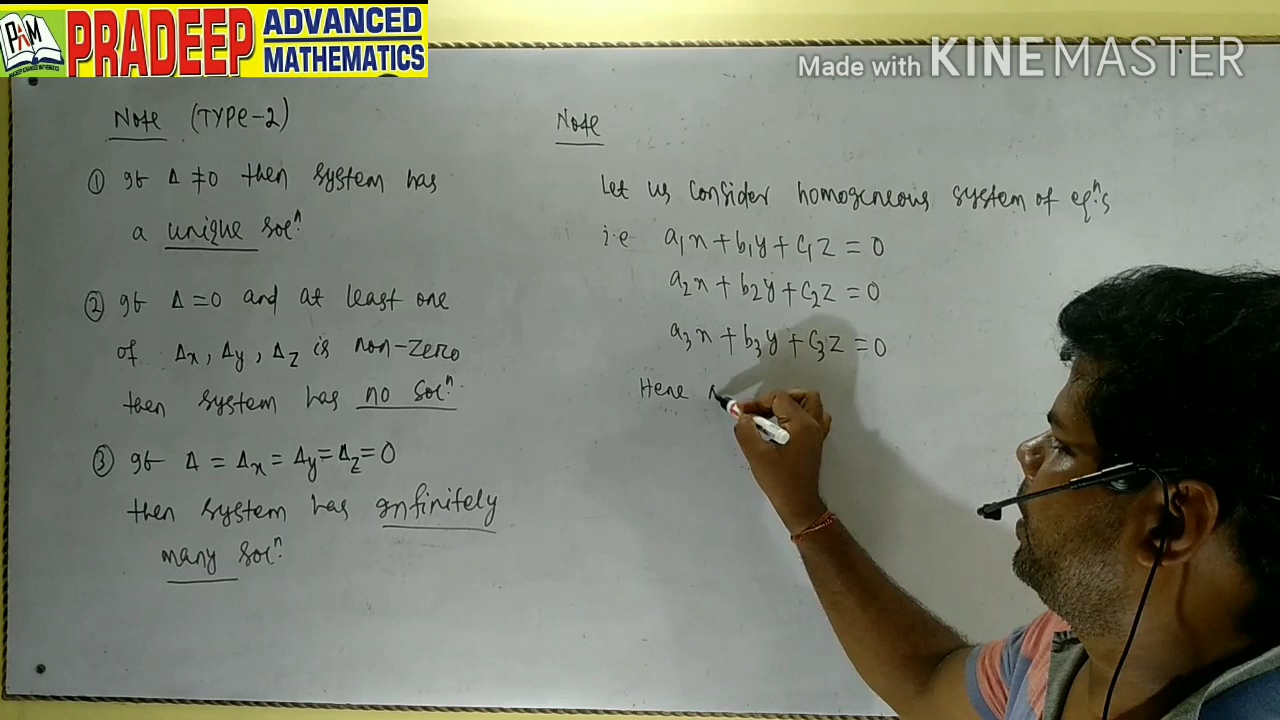 PRADEEP ADVANCED MATHEMATICS
Made with KINEMASTER
Note (TYPE-2)
① If Δ ≠ 0 then system has
a unique solⁿ.
② If Δ = 0 and at least one
of Δx, Δy, Δz is non-zero
then system has no solⁿ.
③ If Δ = Δx = Δy = Δz = 0
then system has Infinitely
many solⁿ.
Note
Let us consider homogeneous system of eqⁿ.s
i.e a₁x + b₁y + c₁z = 0
a₂x + b₂y + c₂z = 0
a₃x + b₃y + c₃z = 0
Here